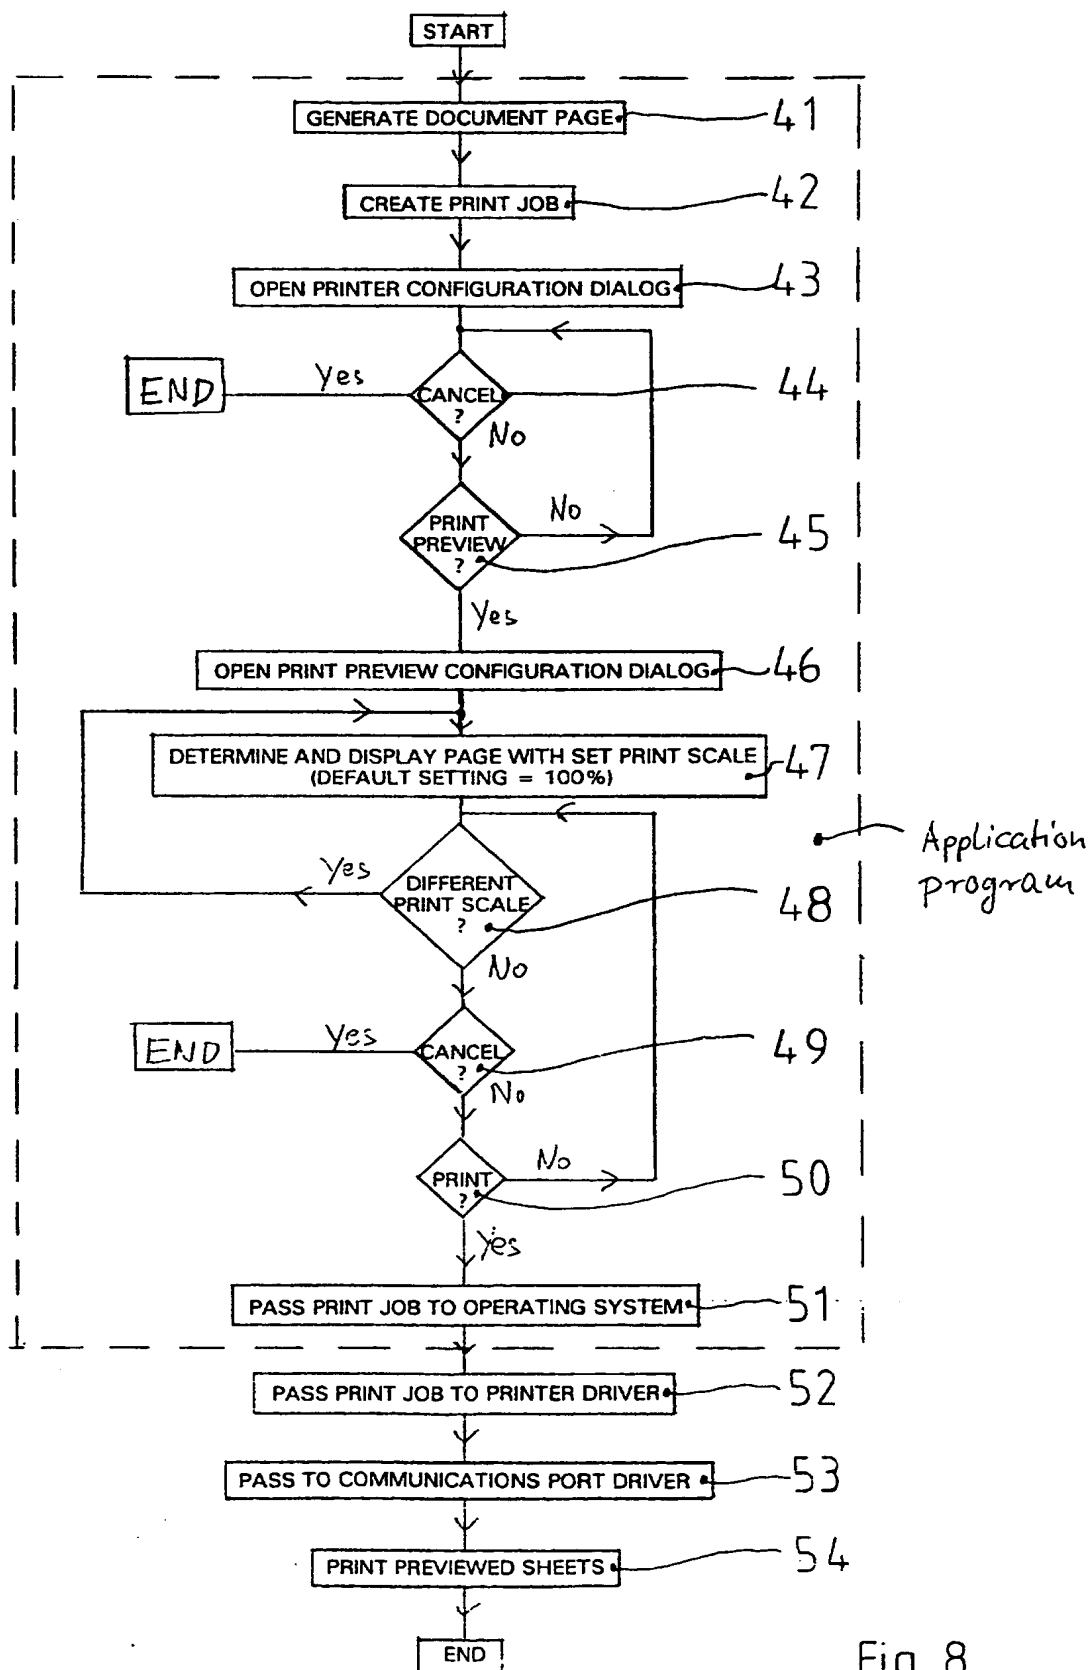 START
GENERATE DOCUMENT PAGE
41
CREATE PRINT JOB
42
OPEN PRINTER CONFIGURATION DIALOG
43
END
Yes
CANCEL
?
44
No
PRINT
PREVIEW
?
No
45
Yes
OPEN PRINT PREVIEW CONFIGURATION DIALOG
46
DETERMINE AND DISPLAY PAGE WITH SET PRINT SCALE
(DEFAULT SETTING = 100%)
47
Application
program
Yes
DIFFERENT
PRINT SCALE
?
48
No
END
Yes
CANCEL
?
49
No
PRINT
?
No
50
Yes
PASS PRINT JOB TO OPERATING SYSTEM
51
PASS PRINT JOB TO PRINTER DRIVER
52
PASS TO COMMUNICATIONS PORT DRIVER
53
PRINT PREVIEWED SHEETS
54
END
Fig. 8